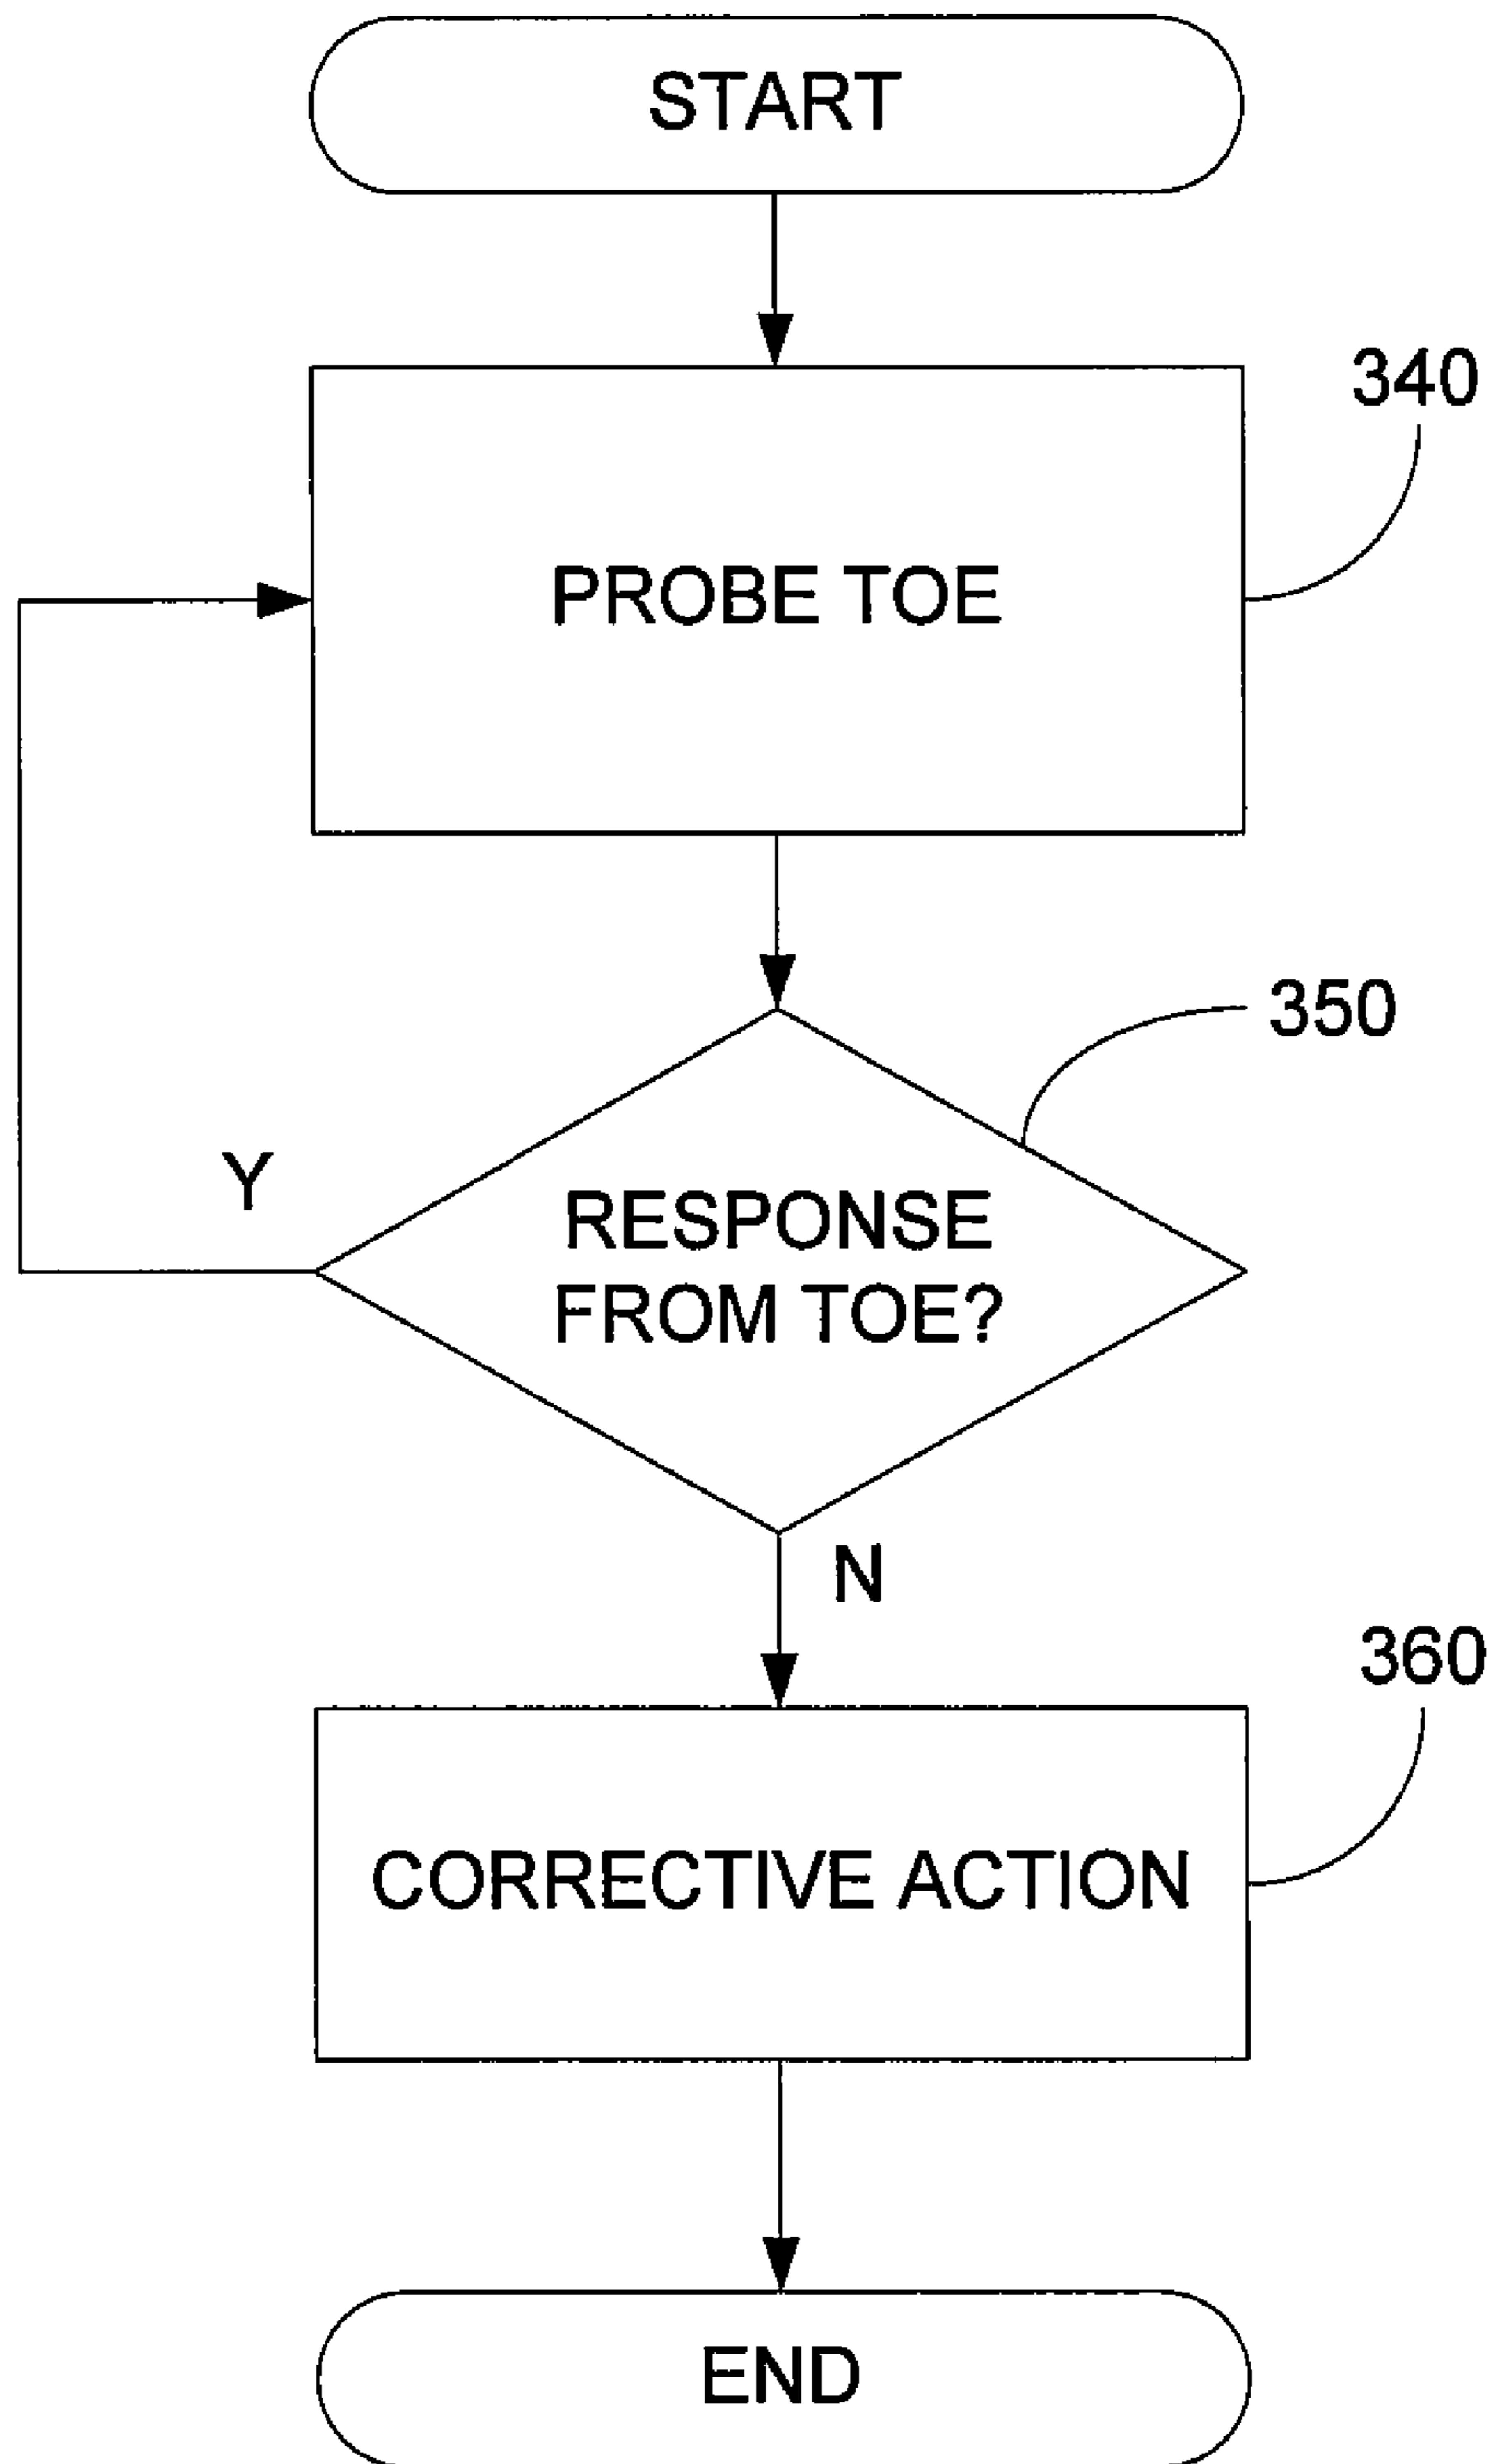 START
340
PROBE TOE
350
Y
RESPONSE
FROM TOE?
N
360
CORRECTIVE ACTION
END